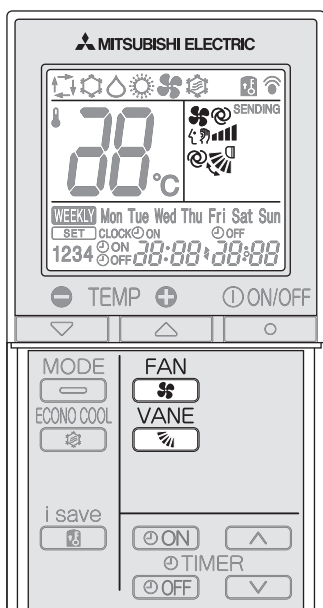 MITSUBISHI ELECTRIC
SENDING
88 °C
WEEKLY Mon Tue Wed Thu Fri Sat Sun
SET CLOCK ON OFF
1234 ON OFF 88:88 88:88
TEMP ON/OFF
MODE FAN
ECONO COOL VANE
i save
ON
TIMER
OFF